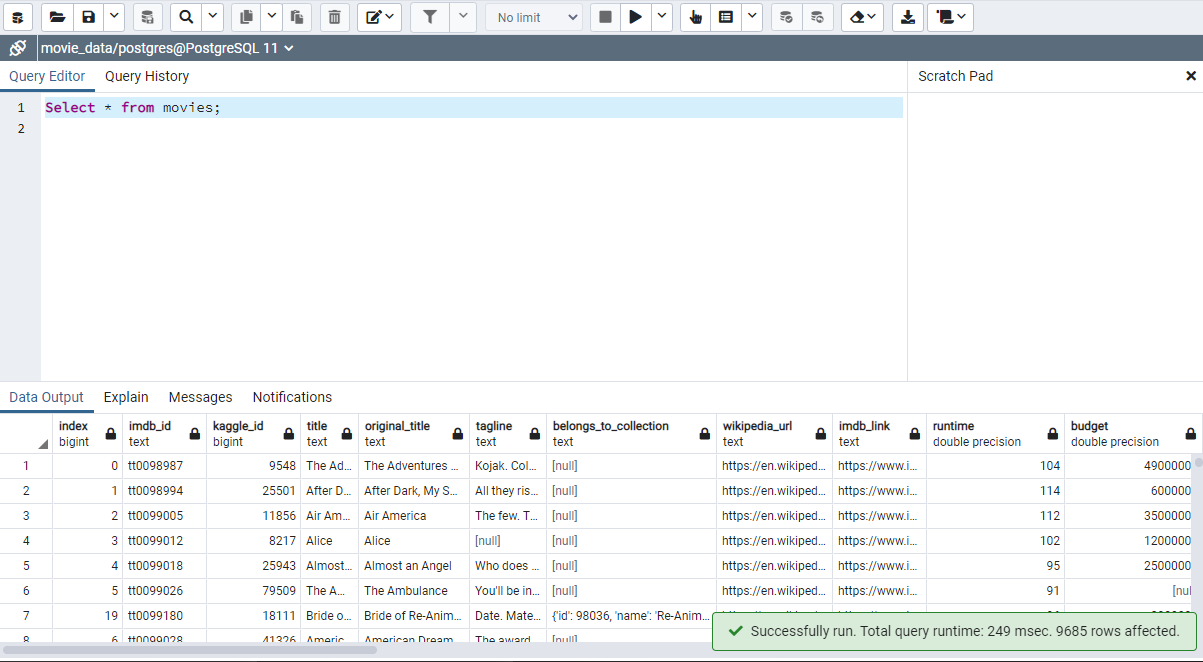 No limit
movie_data/postgres@PostgreSQL 11
Query Editor Query History Scratch Pad
1 Select * from movies;
2
Data Output Explain Messages Notifications
index imdb_id kaggle_id title original_title tagline belongs_to_collection wikipedia_url imdb_link runtime budget
bigint text bigint text text text text text text double precision double precision
1 0 tt0098987 9548 The Ad... The Adventures ... Kojak. Col... [null] https://en.wikiped... https://www.i... 104 4900000
2 1 tt0098994 25501 After D... After Dark, My S... All they ris... [null] https://en.wikiped... https://www.i... 114 600000
3 2 tt0099005 11856 Air Am... Air America The few. T... [null] https://en.wikiped... https://www.i... 112 3500000
4 3 tt0099012 8217 Alice Alice [null] [null] https://en.wikiped... https://www.i... 102 1200000
5 4 tt0099018 25943 Almost... Almost an Angel Who does ... [null] https://en.wikiped... https://www.i... 95 2500000
6 5 tt0099026 79509 The A... The Ambulance You'll be in... [null] https://en.wikiped... https://www.i... 91 [nul
7 19 tt0099180 18111 Bride o... Bride of Re-Anim... Date. Mate... {'id': 98036, 'name': 'Re-Anim...
8 6 tt0099028 41326 Americ... American Dream The award... [null]
Successfully run. Total query runtime: 249 msec. 9685 rows affected.